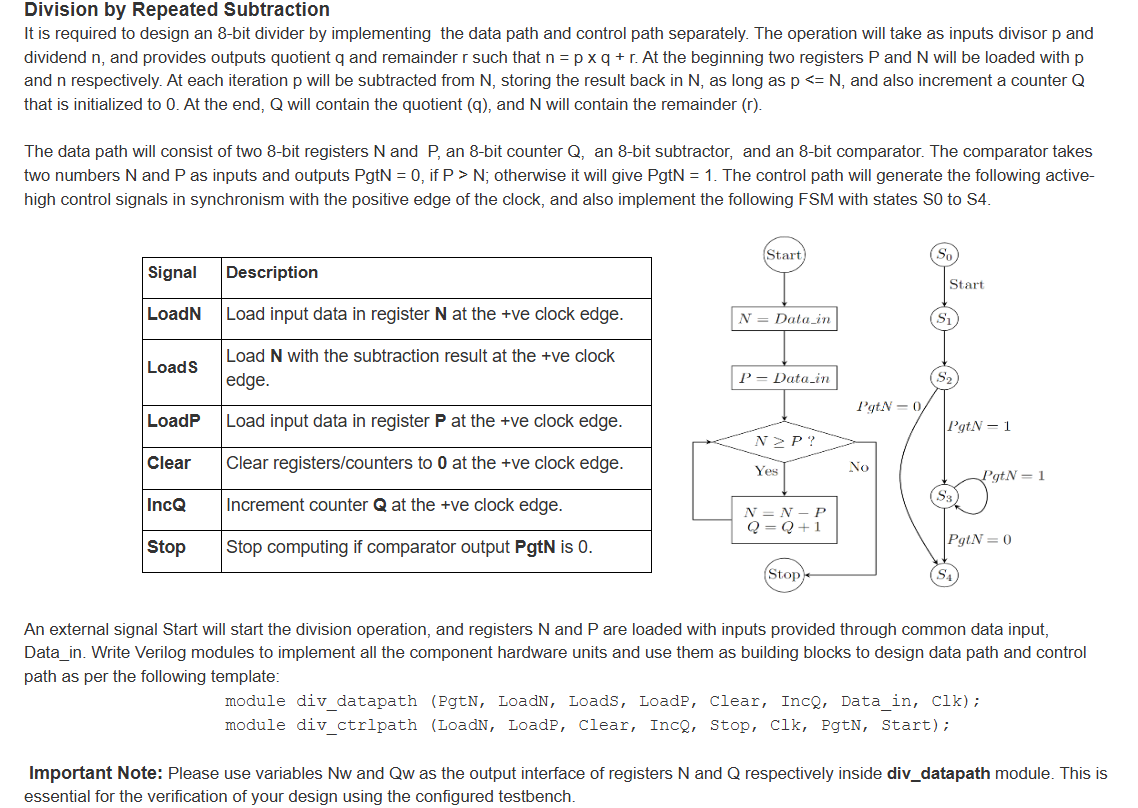 Division by Repeated Subtraction
It is required to design an 8-bit divider by implementing the data path and control path separately. The operation will take as inputs divisor p and
dividend n, and provides outputs quotient q and remainder r such that n = p x q + r. At the beginning two registers P and N will be loaded with p
and n respectively. At each iteration p will be subtracted from N, storing the result back in N, as long as p <= N, and also increment a counter Q
that is initialized to 0. At the end, Q will contain the quotient (q), and N will contain the remainder (r).
The data path will consist of two 8-bit registers N and P, an 8-bit counter Q, an 8-bit subtractor, and an 8-bit comparator. The comparator takes
two numbers N and P as inputs and outputs PgtN = 0, if P > N; otherwise it will give PgtN = 1. The control path will generate the following active-
high control signals in synchronism with the positive edge of the clock, and also implement the following FSM with states S0 to S4.
Signal Description
LoadN Load input data in register N at the +ve clock edge.
LoadS Load N with the subtraction result at the +ve clock
edge.
LoadP Load input data in register P at the +ve clock edge.
Clear Clear registers/counters to 0 at the +ve clock edge.
IncQ Increment counter Q at the +ve clock edge.
Stop Stop computing if comparator output PgtN is 0.
Start
N = Data_in
P = Data_in
N ≥ P ?
Yes
No
N = N − P
Q = Q + 1
Stop
S0
Start
S1
S2
PgtN = 0
PgtN = 1
S3
PgtN = 1
PgtN = 0
S4
An external signal Start will start the division operation, and registers N and P are loaded with inputs provided through common data input,
Data_in. Write Verilog modules to implement all the component hardware units and use them as building blocks to design data path and control
path as per the following template:
module div_datapath (PgtN, LoadN, LoadS, LoadP, Clear, IncQ, Data_in, Clk);
module div_ctrlpath (LoadN, LoadP, Clear, IncQ, Stop, Clk, PgtN, Start);
Important Note: Please use variables Nw and Qw as the output interface of registers N and Q respectively inside div_datapath module. This is
essential for the verification of your design using the configured testbench.